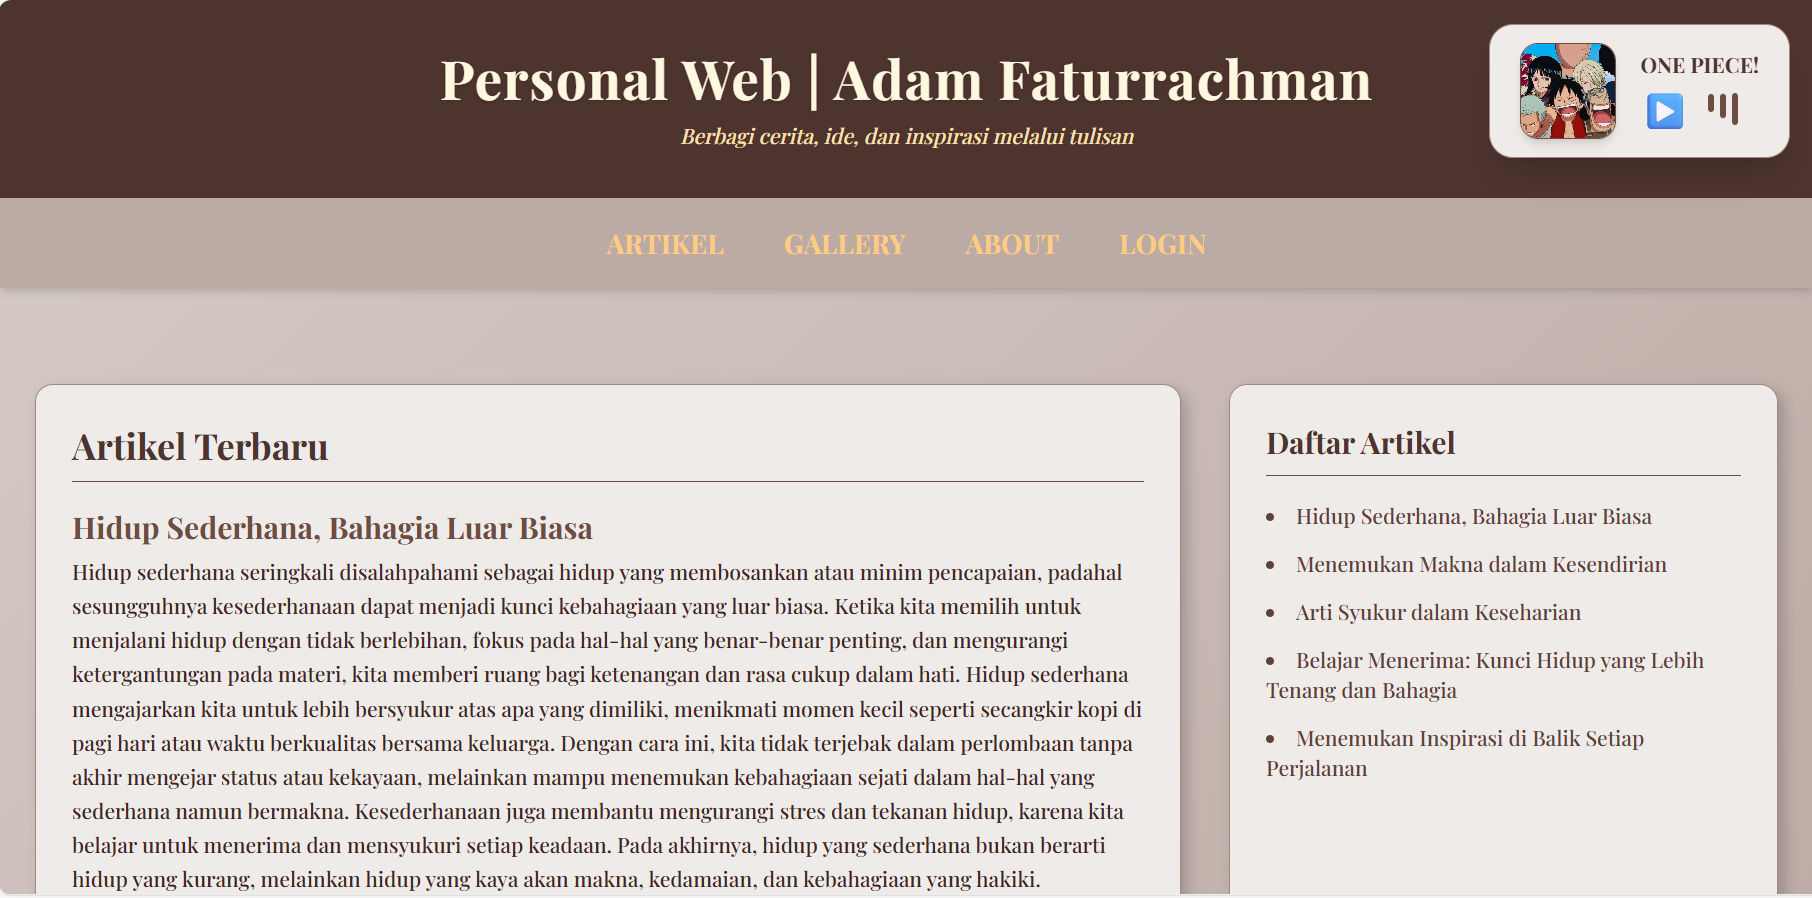 Personal Web | Adam Faturrachman
Berbagi cerita, ide, dan inspirasi melalui tulisan
ONE PIECE!
ARTIKEL GALLERY ABOUT LOGIN
Artikel Terbaru
Hidup Sederhana, Bahagia Luar Biasa
Hidup sederhana seringkali disalahpahami sebagai hidup yang membosankan atau minim pencapaian, padahal
sesungguhnya kesederhanaan dapat menjadi kunci kebahagiaan yang luar biasa. Ketika kita memilih untuk
menjalani hidup dengan tidak berlebihan, fokus pada hal-hal yang benar-benar penting, dan mengurangi
ketergantungan pada materi, kita memberi ruang bagi ketenangan dan rasa cukup dalam hati. Hidup sederhana
mengajarkan kita untuk lebih bersyukur atas apa yang dimiliki, menikmati momen kecil seperti secangkir kopi di
pagi hari atau waktu berkualitas bersama keluarga. Dengan cara ini, kita tidak terjebak dalam perlombaan tanpa
akhir mengejar status atau kekayaan, melainkan mampu menemukan kebahagiaan sejati dalam hal-hal yang
sederhana namun bermakna. Kesederhanaan juga membantu mengurangi stres dan tekanan hidup, karena kita
belajar untuk menerima dan mensyukuri setiap keadaan. Pada akhirnya, hidup yang sederhana bukan berarti
hidup yang kurang, melainkan hidup yang kaya akan makna, kedamaian, dan kebahagiaan yang hakiki.
Daftar Artikel
• Hidup Sederhana, Bahagia Luar Biasa
• Menemukan Makna dalam Kesendirian
• Arti Syukur dalam Keseharian
• Belajar Menerima: Kunci Hidup yang Lebih
Tenang dan Bahagia
• Menemukan Inspirasi di Balik Setiap
Perjalanan